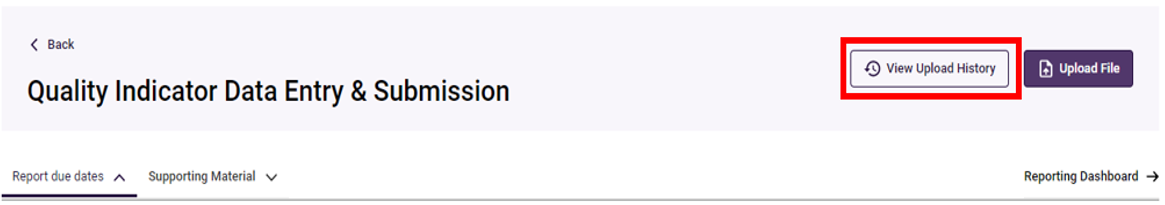 Back
View Upload History
Upload File
Quality Indicator Data Entry & Submission
Report due dates
Supporting Material
Reporting Dashboard